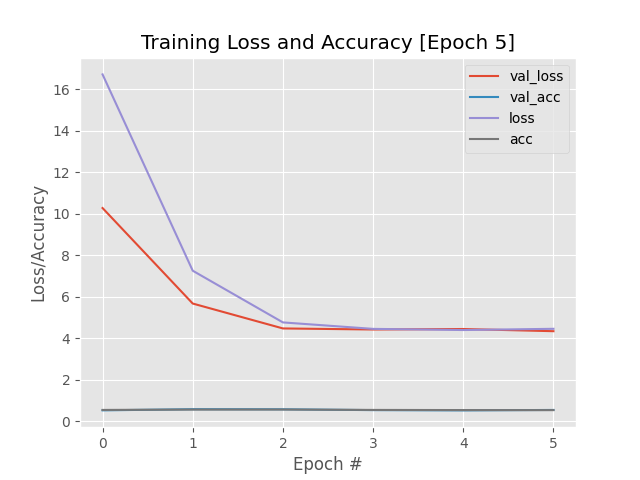 Training Loss and Accuracy [Epoch 5]
val_loss
val_acc
loss
acc
Loss/Accuracy
16
14
12
10
8
6
4
2
0
0 1 2 3 4 5
Epoch #